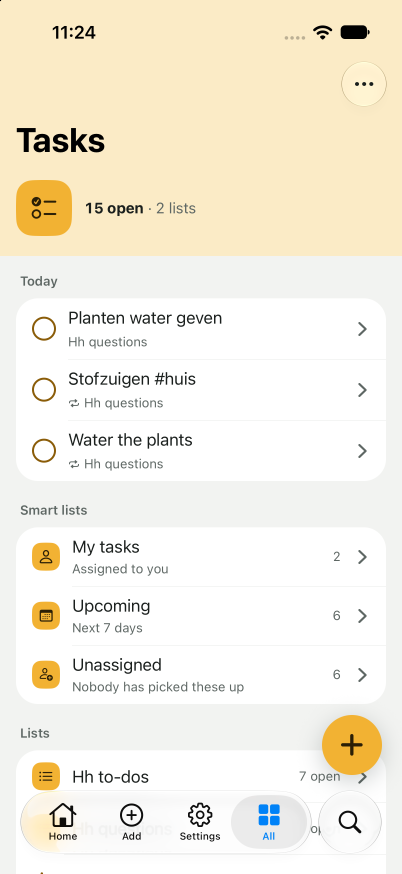 11:24
Tasks
15 open · 2 lists
Today
Planten water geven
Hh questions
Stofzuigen #huis
Hh questions
Water the plants
Hh questions
Smart lists
My tasks
2
Assigned to you
Upcoming
6
Next 7 days
Unassigned
6
Nobody has picked these up
Lists
Hh to-dos
7 open
Hh questions
Home
Add
Settings
All